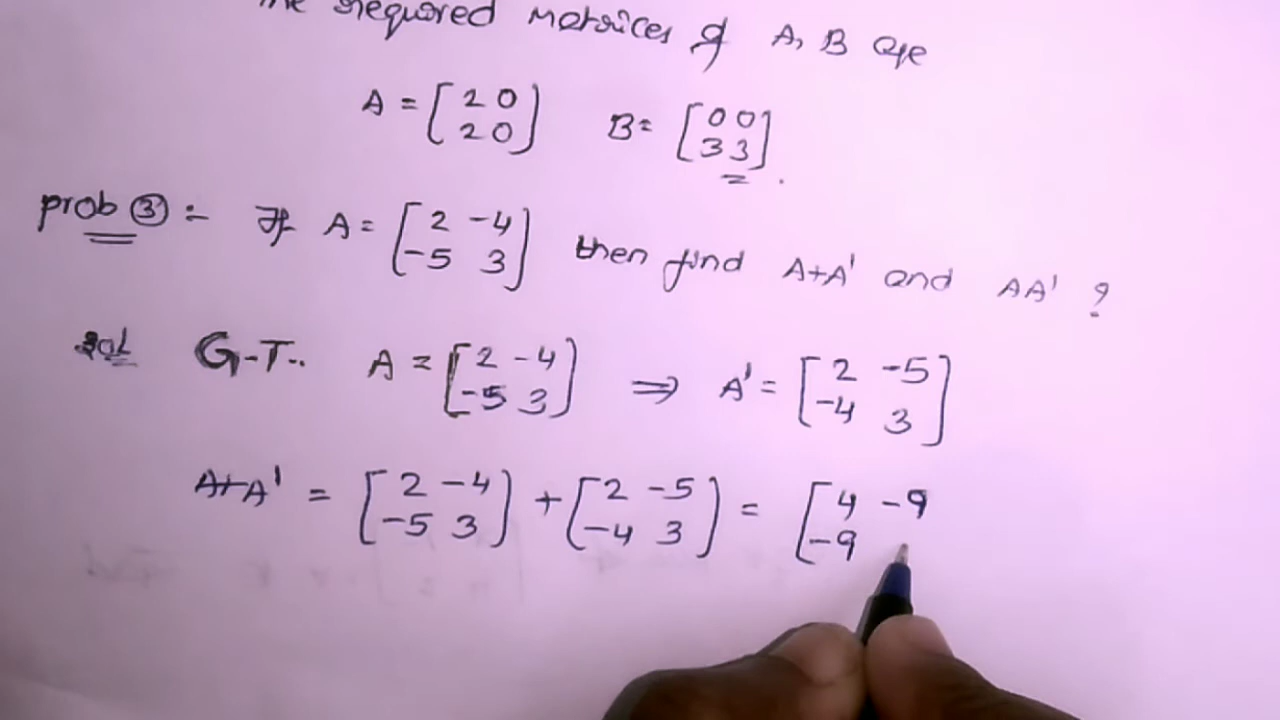 The required Matrices of A, B are
A = [2 0 2 0] B = [0 0 3 3].
prob ③ :- If A = [2 -4 -5 3] then find A+A' and AA' ?
Sol G.T. A = [2 -4 -5 3] ⇒ A' = [2 -5 -4 3]
A+A' = [2 -4 -5 3] + [2 -5 -4 3] = [4 -9 -9